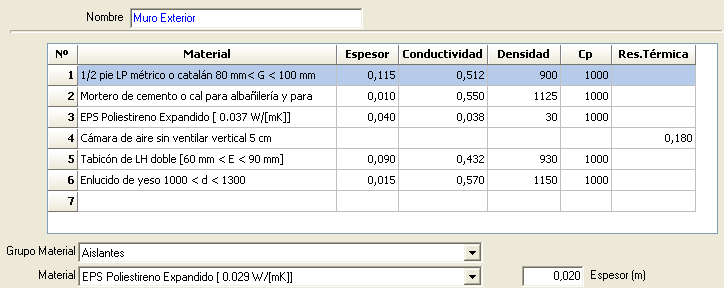 Nombre Muro Exterior
Nº Material Espesor Conductividad Densidad Cp Res.Térmica
1 1/2 pie LP métrico o catalán 80 mm< G < 100 mm 0,115 0,512 900 1000
2 Mortero de cemento o cal para albañilería y para 0,010 0,550 1125 1000
3 EPS Poliestireno Expandido [ 0.037 W/[mK]] 0,040 0,038 30 1000
4 Cámara de aire sin ventilar vertical 5 cm 0,180
5 Tabicón de LH doble [60 mm < E < 90 mm] 0,090 0,432 930 1000
6 Enlucido de yeso 1000 < d < 1300 0,015 0,570 1150 1000
7
Grupo Material Aislantes
Material EPS Poliestireno Expandido [ 0.029 W/[mK]] 0,020 Espesor (m)